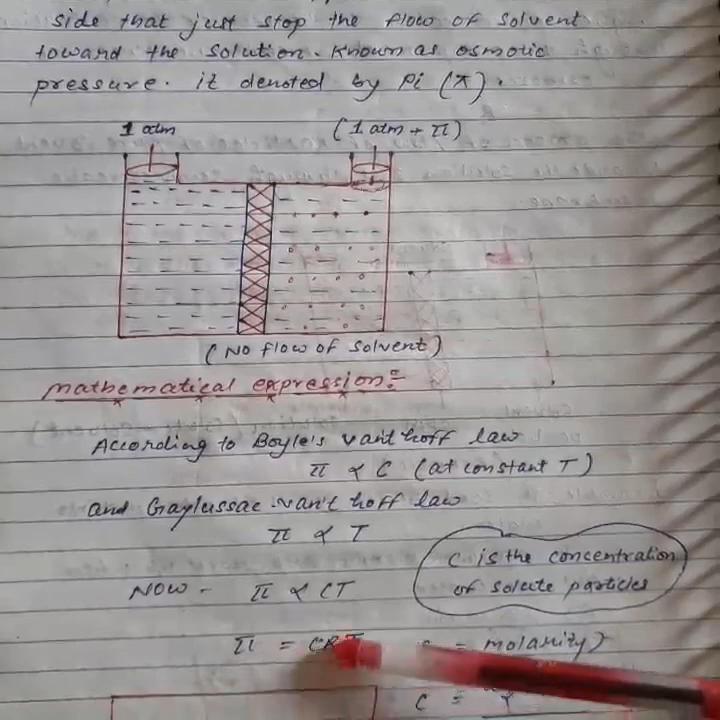 side that just stop the flow of solvent
toward the solution. Known as osmotic
pressure. it denoted by Pi (π).
1 atm
(1 atm + π)
(No flow of solvent)
mathematical expression:-
According to Boyle's van't hoff law
π ∝ C (at constant T)
and Gaylussac van't hoff law
π ∝ T
C is the concentration
of solute particles
NOW - π ∝ CT
π = CRT
= molarity)
C =